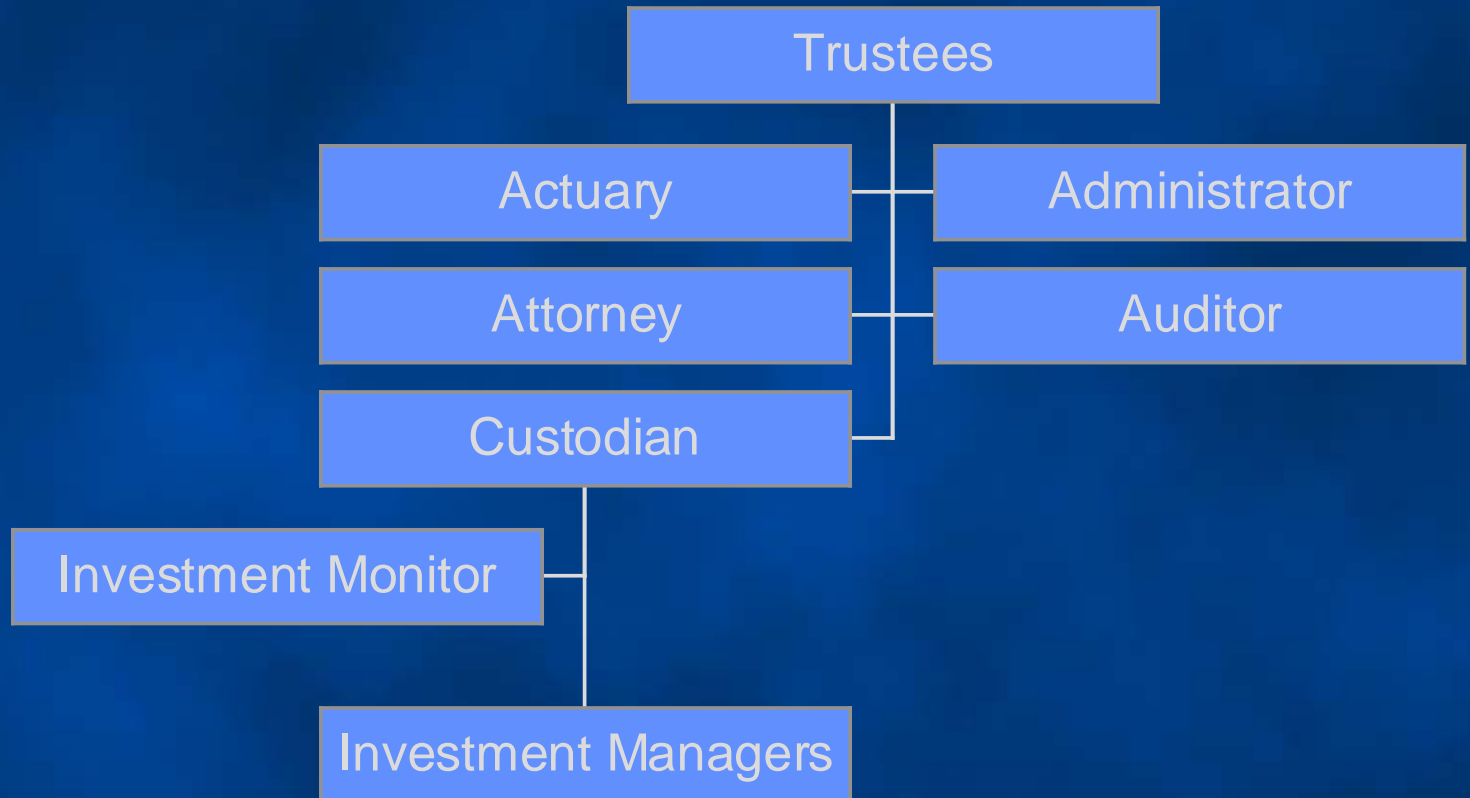 Trustees
Actuary
Administrator
Attorney
Auditor
Custodian
Investment Monitor
Investment Managers